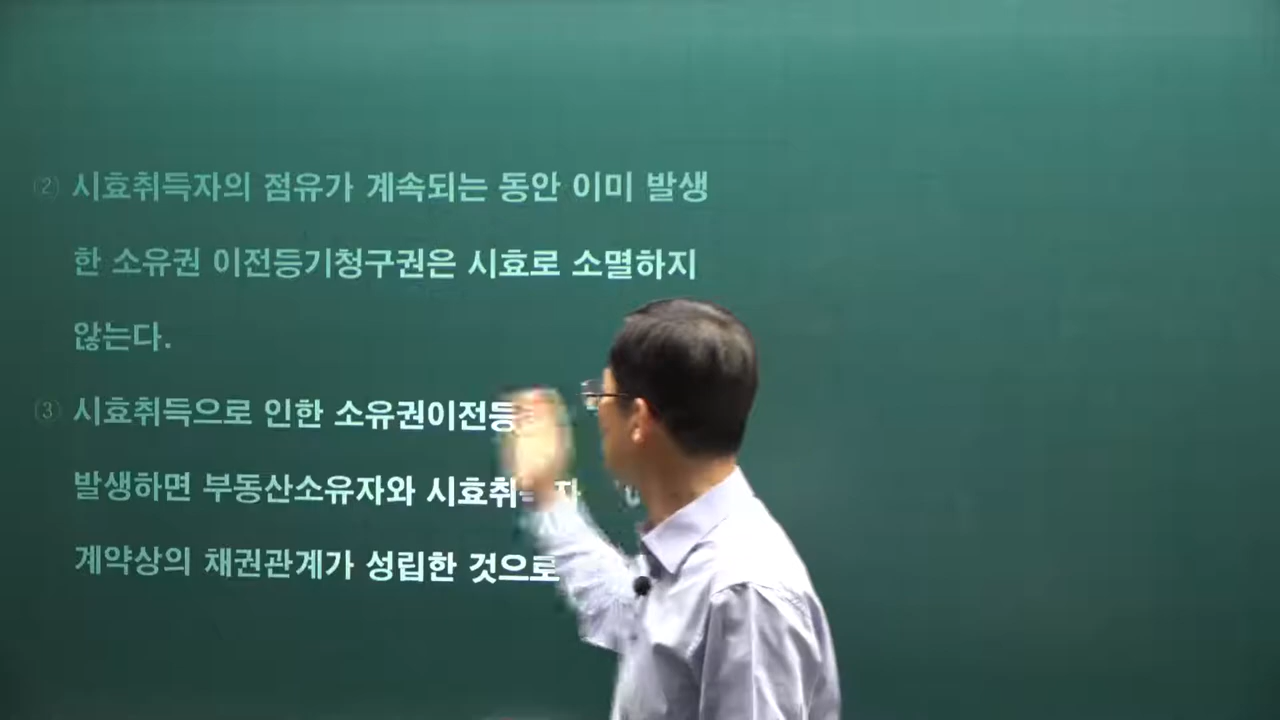 ② 시효취득자의 점유가 계속되는 동안 이미 발생
한 소유권 이전등기청구권은 시효로 소멸하지
않는다.
③ 시효취득으로 인한 소유권이전등
발생하면 부동산소유자와
계약상의 채권관계가 성립한 것으로